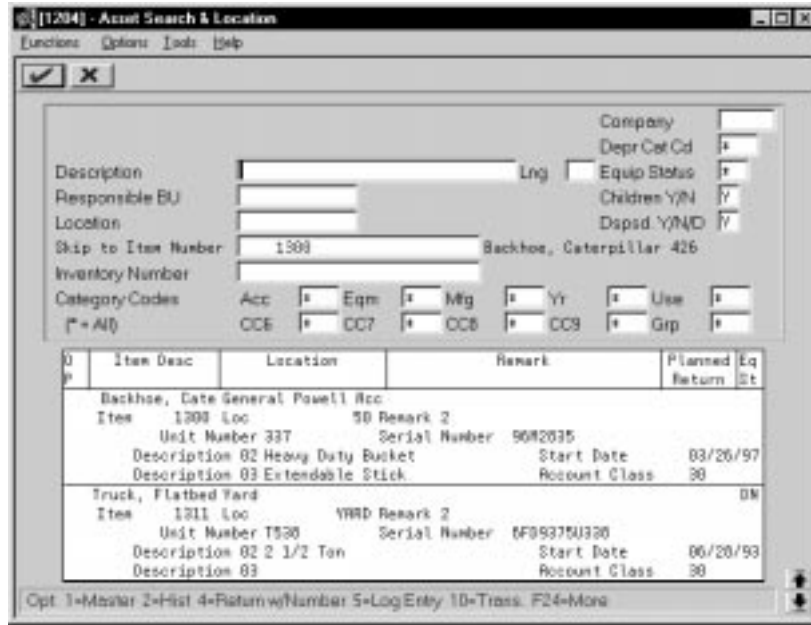 [1204] - Asset Search & Location
Functions Options Tools Help
Company
Depr Cat Cd *
Description Lng Equip Status *
Responsible BU Children Y/N Y
Location Dspsd. Y/N/D Y
Skip to Item Number 1300 Backhoe, Caterpillar 426
Inventory Number
Category Codes Acc * Eqm * Mfg * Yr * Use *
(* = All) CC6 * CC7 * CC8 * CC9 * Grp *
O Item Desc Location Remark Planned Eq
P Return St
Backhoe, Cate General Powell Acc
Item 1300 Loc 50 Remark 2
Unit Number 337 Serial Number 96M2835
Description 02 Heavy Duty Bucket Start Date 03/26/97
Description 03 Extendable Stick Account Class 30
Truck, Flatbed Yard DN
Item 1311 Loc YARD Remark 2
Unit Number T538 Serial Number
Description 02 2 1/2 Ton Start Date 06/20/93
Description 03 Account Class 30
Opt: 1=Master 2=Hist 4=Return w/Number 5=Log Entry 10=Trans. F24=More